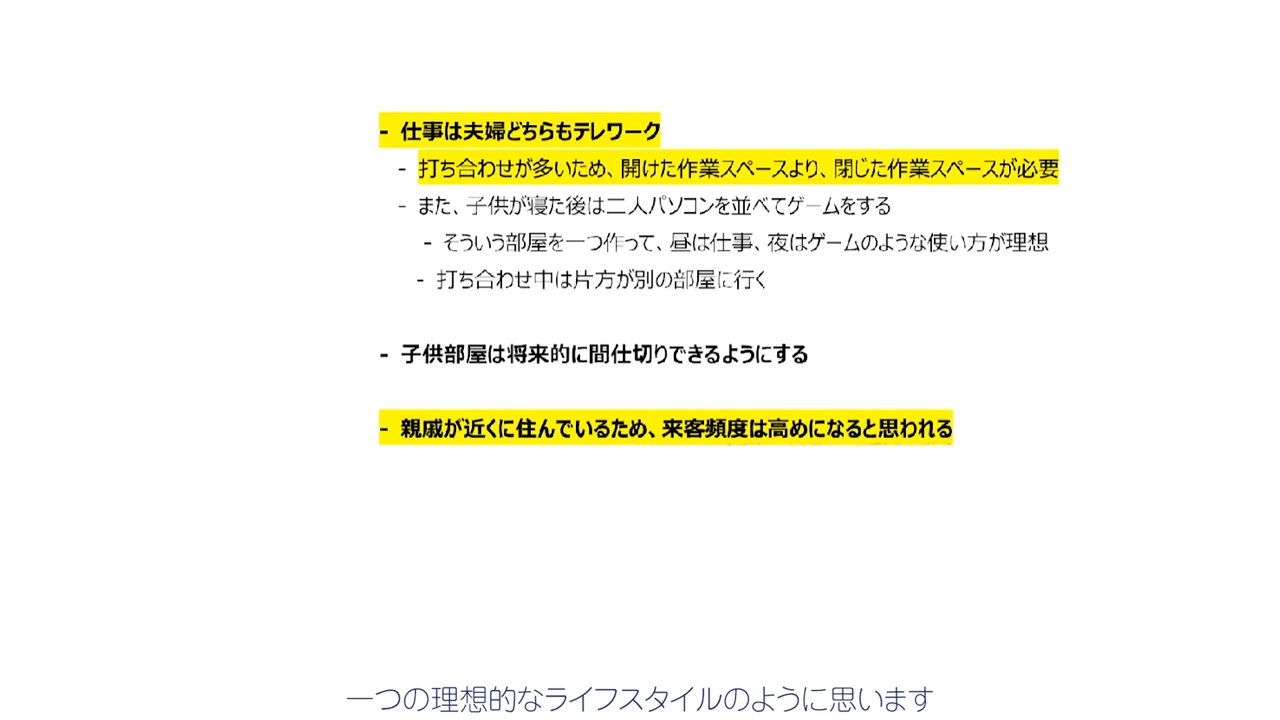 - 仕事は夫婦どちらもテレワーク
- 打ち合わせが多いため、開けた作業スペースより、閉じた作業スペースが必要
- また、子供が寝た後は二人パソコンを並べてゲームをする
- そういう部屋を一つ作って、昼は仕事、夜はゲームのような使い方が理想
- 打ち合わせ中は片方が別の部屋に行く
- 子供部屋は将来的に間仕切りできるようにする
- 親戚が近くに住んでいるため、来客頻度は高めになると思われる
一つの理想的なライフスタイルのように思います